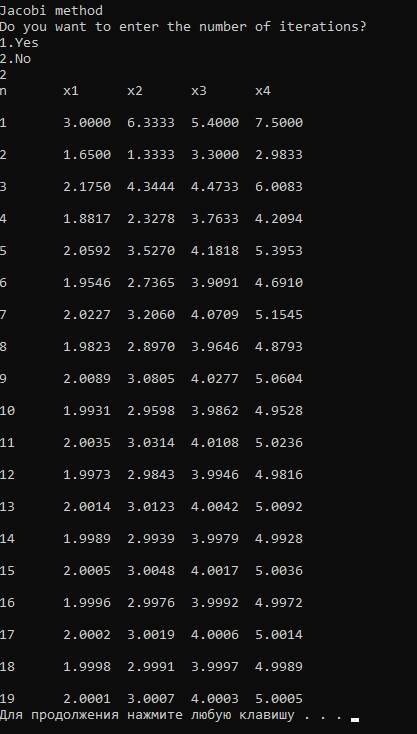 Jacobi method
Do you want to enter the number of icterations?
1.Yes
2.No
2
n x1 x2 x3 x4
1 3.0000 6.3333 5.4000 7.5000
2 1.6500 1.3333 3.3000 2.9833
3 2.1750 4.3444 4.4733 6.0083
4 1.8817 2.3278 3.7633 4.2094
5 2.0592 3.5270 4.1818 5.3953
6 1.9546 2.7365 3.9091 4.6910
7 2.0227 3.2060 4.0709 5.1545
8 1.9823 2.8970 3.9646 4.8793
9 2.0089 3.0805 4.0277 5.0604
10 1.9931 2.9598 3.9862 4.9528
11 2.0035 3.0314 4.0108 5.0236
12 1.9973 2.9843 3.9946 4.9816
13 2.0014 3.0123 4.0042 5.0092
14 1.9989 2.9939 3.9979 4.9928
15 2.0005 3.0048 4.0017 5.0036
16 1.9996 2.9976 3.9992 4.9972
17 2.0002 3.0019 4.0006 5.0014
18 1.9998 2.9991 3.9997 4.9989
19 2.0001 3.0007 4.0003 5.0005
Для продолжения нажмите любую клавишу . . .